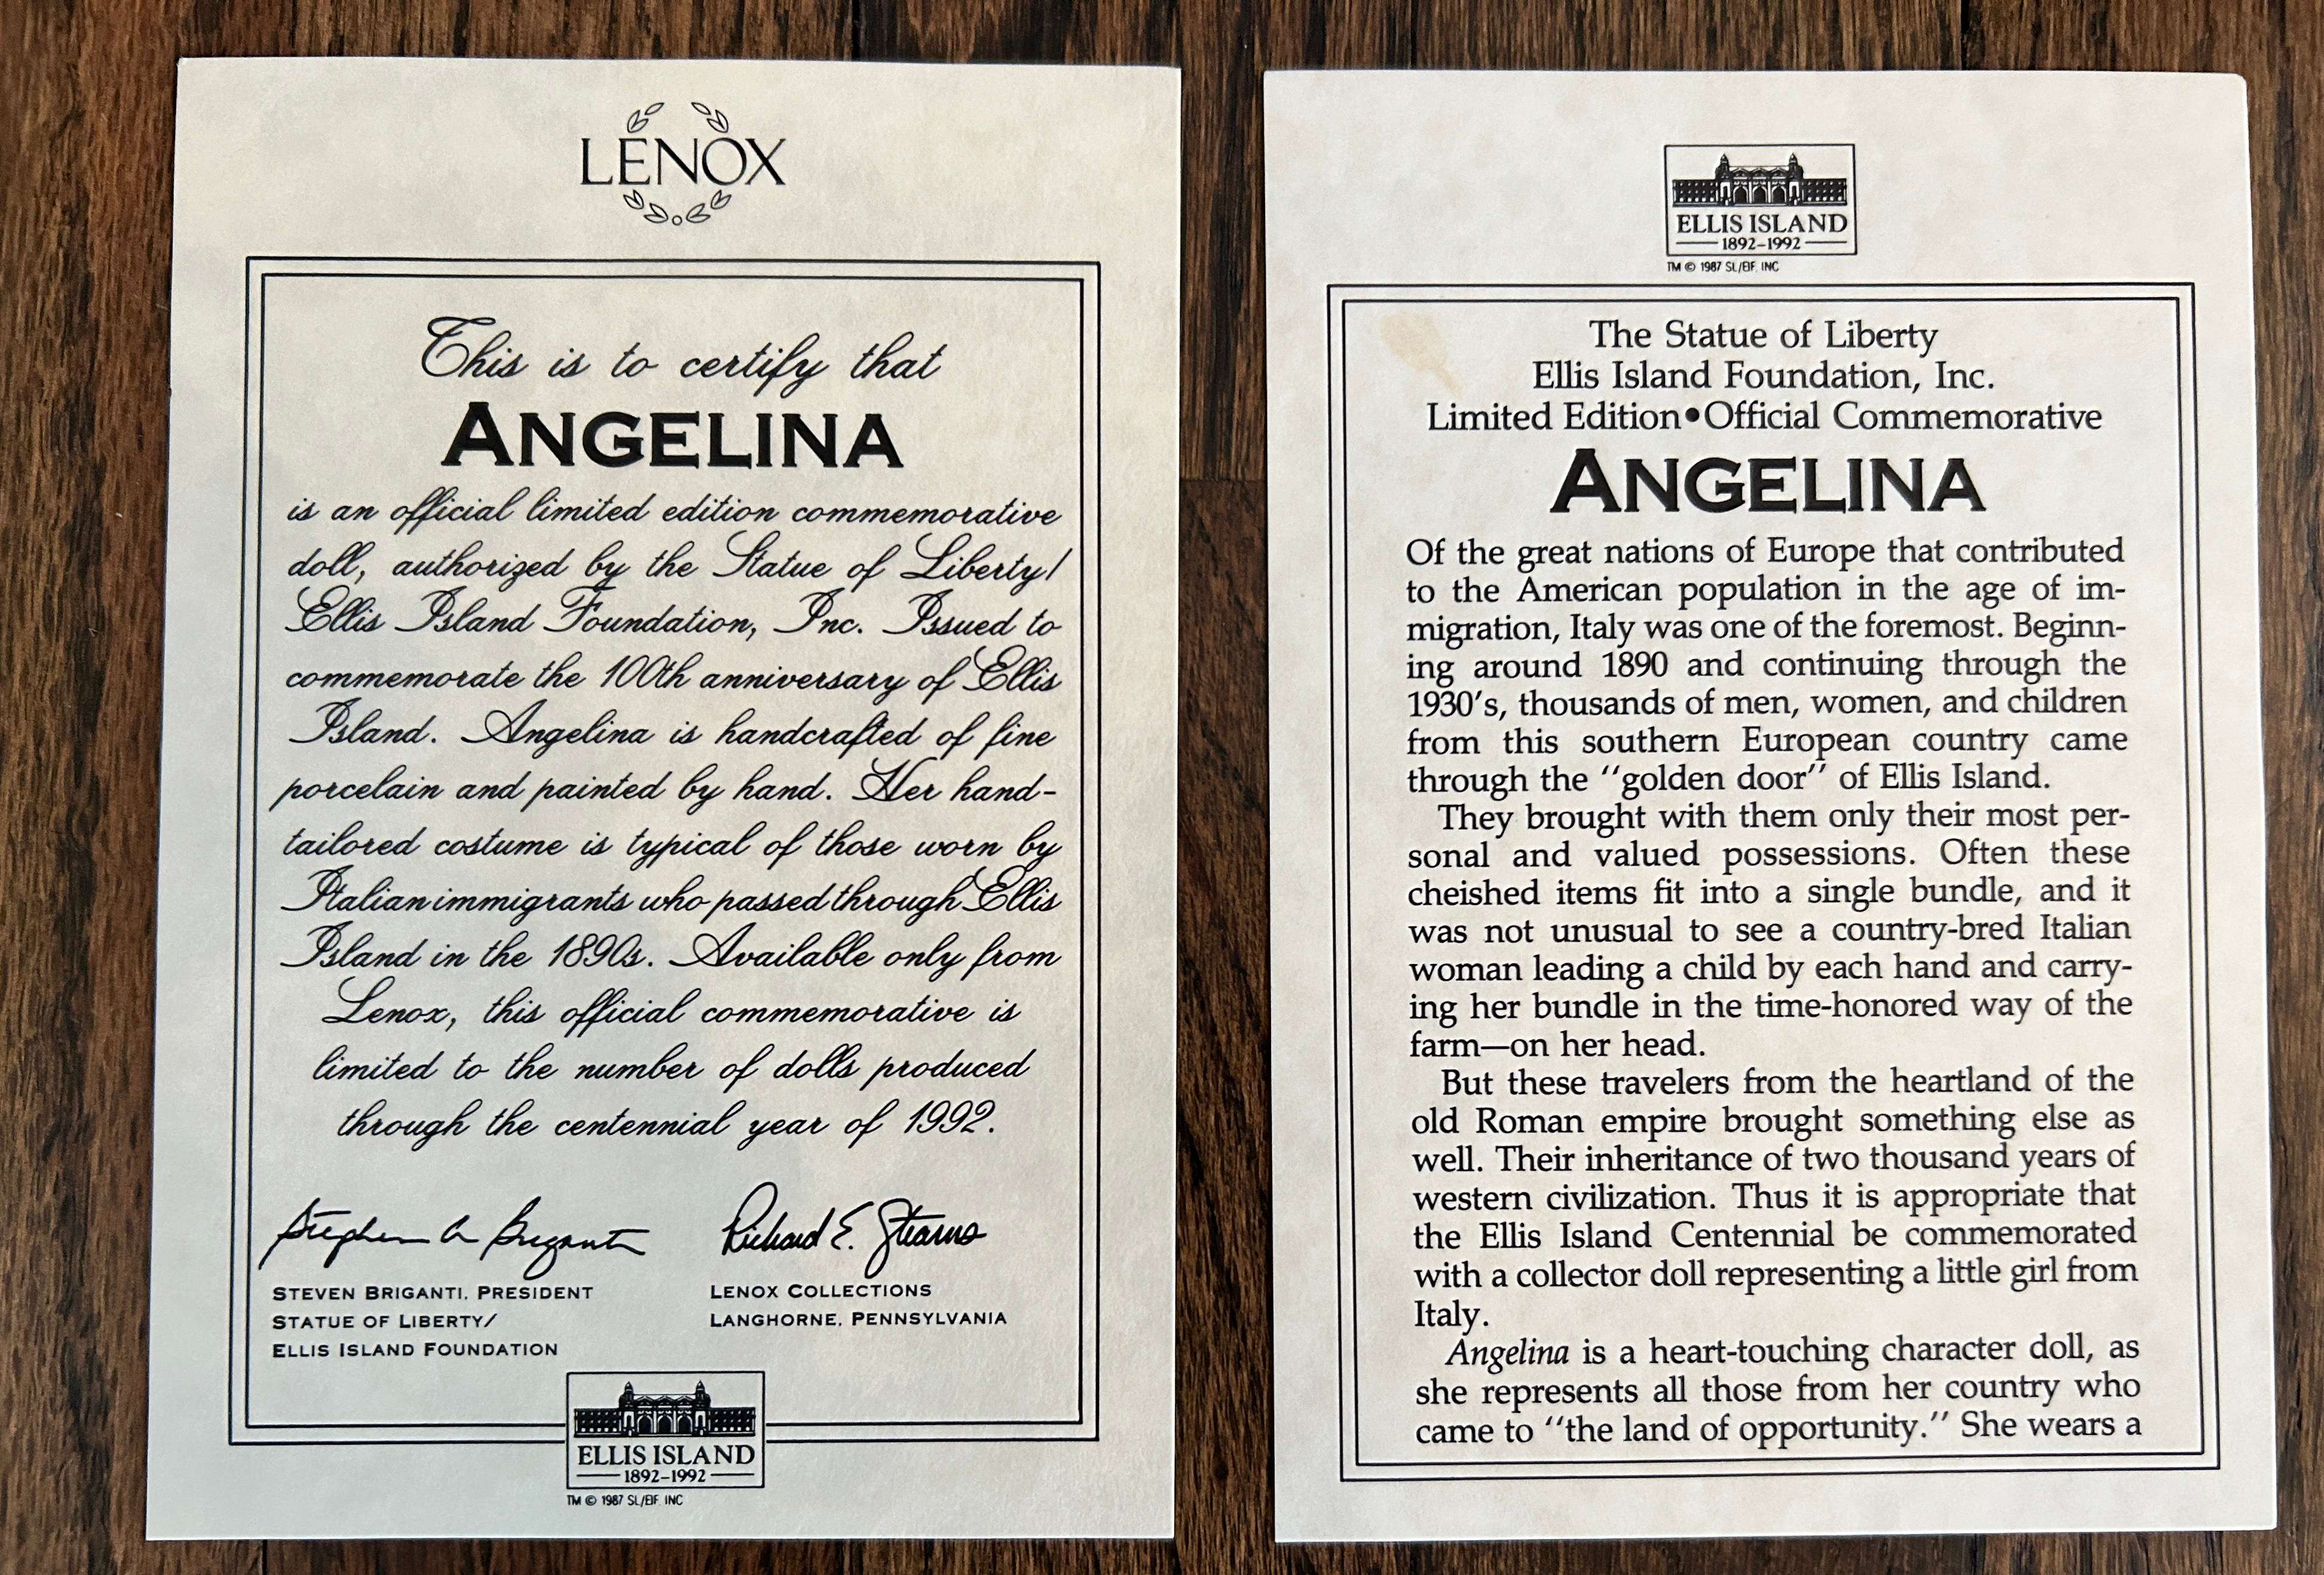 LENOX
This is to certify that
ANGELINA
is an official limited edition commemorative
doll, authorized by the Statue of Liberty/
Ellis Island Foundation, Inc. Issued to
commemorate the 100th anniversary of Ellis
Island. Angelina is handcrafted of fine
porcelain and painted by hand. Her hand-
tailored costume is typical of those worn by
Italian immigrants who passed through Ellis
Island in the 1890s. Available only from
Lenox, this official commemorative is
limited to the number of dolls produced
through the centennial year of 1992.
Stephen A Briganti
STEVEN BRIGANTI, PRESIDENT
STATUE OF LIBERTY/
ELLIS ISLAND FOUNDATION
Richard E. Stearns
LENOX COLLECTIONS
LANGHORNE, PENNSYLVANIA
ELLIS ISLAND
1892-1992
TM © 1987 SL/EIF. INC
ELLIS ISLAND
1892-1992
TM © 1987 SL/EIF. INC
The Statue of Liberty
Ellis Island Foundation, Inc.
Limited Edition•Official Commemorative
ANGELINA
Of the great nations of Europe that contributed
to the American population in the age of im-
migration, Italy was one of the foremost. Beginn-
ing around 1890 and continuing through the
1930's, thousands of men, women, and children
from this southern European country came
through the "golden door" of Ellis Island.
They brought with them only their most per-
sonal and valued possessions. Often these
cheished items fit into a single bundle, and it
was not unusual to see a country-bred Italian
woman leading a child by each hand and carry-
ing her bundle in the time-honored way of the
farm—on her head.
But these travelers from the heartland of the
old Roman empire brought something else as
well. Their inheritance of two thousand years of
western civilization. Thus it is appropriate that
the Ellis Island Centennial be commemorated
with a collector doll representing a little girl from
Italy.
Angelina is a heart-touching character doll, as
she represents all those from her country who
came to "the land of opportunity." She wears a